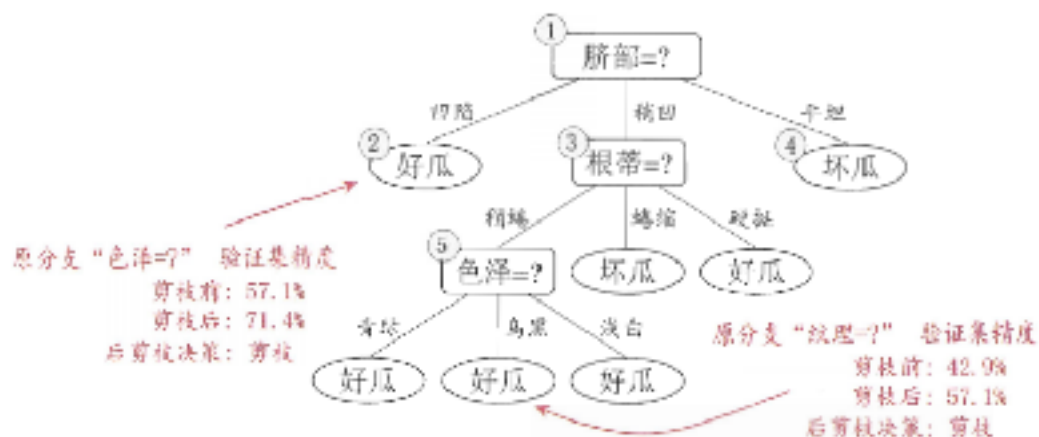 ① 脐部=?
凹陷 稍凹 平坦
② 好瓜 ③ 根蒂=? ④ 坏瓜
稍蜷 蜷缩 硬挺
⑤ 色泽=? 坏瓜 好瓜
青绿 乌黑 浅白
好瓜 好瓜 好瓜
原分支“色泽=?” 验证集精度
剪枝前: 57.1%
剪枝后: 71.4%
后剪枝决策: 剪枝
原分支“纹理=?” 验证集精度
剪枝前: 42.9%
剪枝后: 57.1%
后剪枝决策: 剪枝